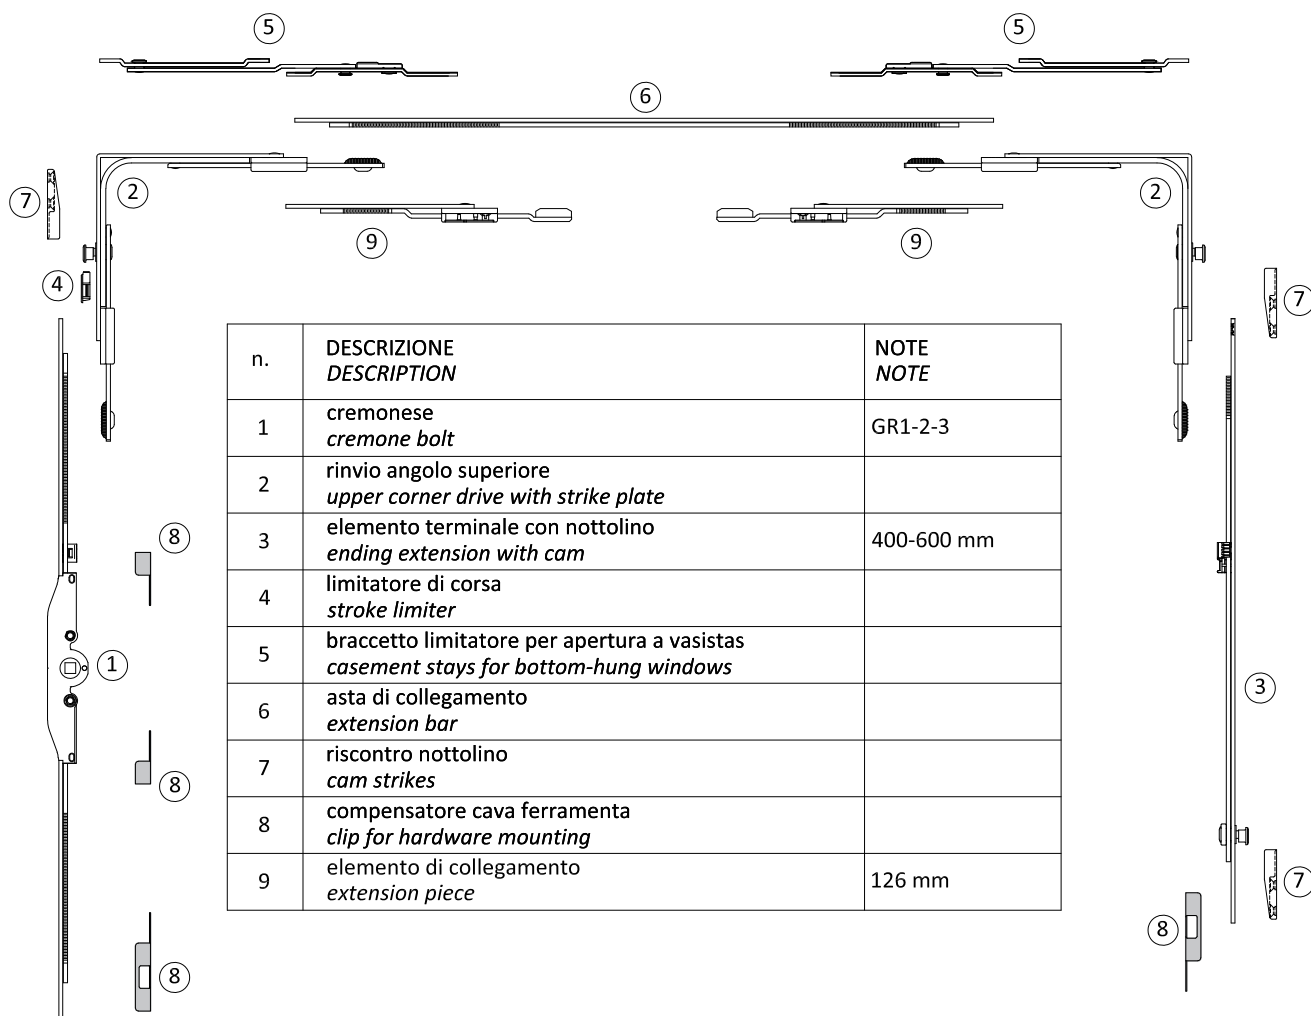 5
5
6
2
2
7
9
9
4
7
n.
DESCRIZIONE
DESCRIPTION
NOTE
NOTE
1
cremonese
cremone bolt
GR1-2-3
2
rinvio angolo superiore
upper corner drive with strike plate
3
elemento terminale con nottolino
ending extension with cam
400-600 mm
4
limitatore di corsa
stroke limiter
5
braccetto limitatore per apertura a vasistas
casement stays for bottom-hung windows
6
asta di collegamento
extension bar
7
riscontro nottolino
cam strikes
8
compensatore cava ferramenta
clip for hardware mounting
9
elemento di collegamento
extension piece
126 mm
8
1
3
8
7
8
8